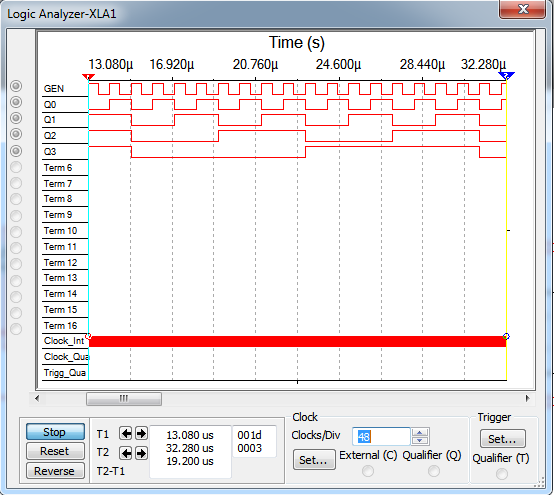 Logic Analyzer-XLA1
Time (s)
13.080µ 16.920µ 20.760µ 24.600µ 28.440µ 32.280µ
1 2
GEN
Q0
Q1
Q2
Q3
Term 6
Term 7
Term 8
Term 9
Term 10
Term 11
Term 12
Term 13
Term 14
Term 15
Term 16
Clock_Int
Clock_Qua
Trigg_Qua
Stop
Reset
Reverse
T1 13.080 us 001d
T2 32.280 us 0003
T2-T1 19.200 us
Clock
Clocks/Div 48
Set... External (C) Qualifier (Q)
Trigger
Set...
Qualifier (T)